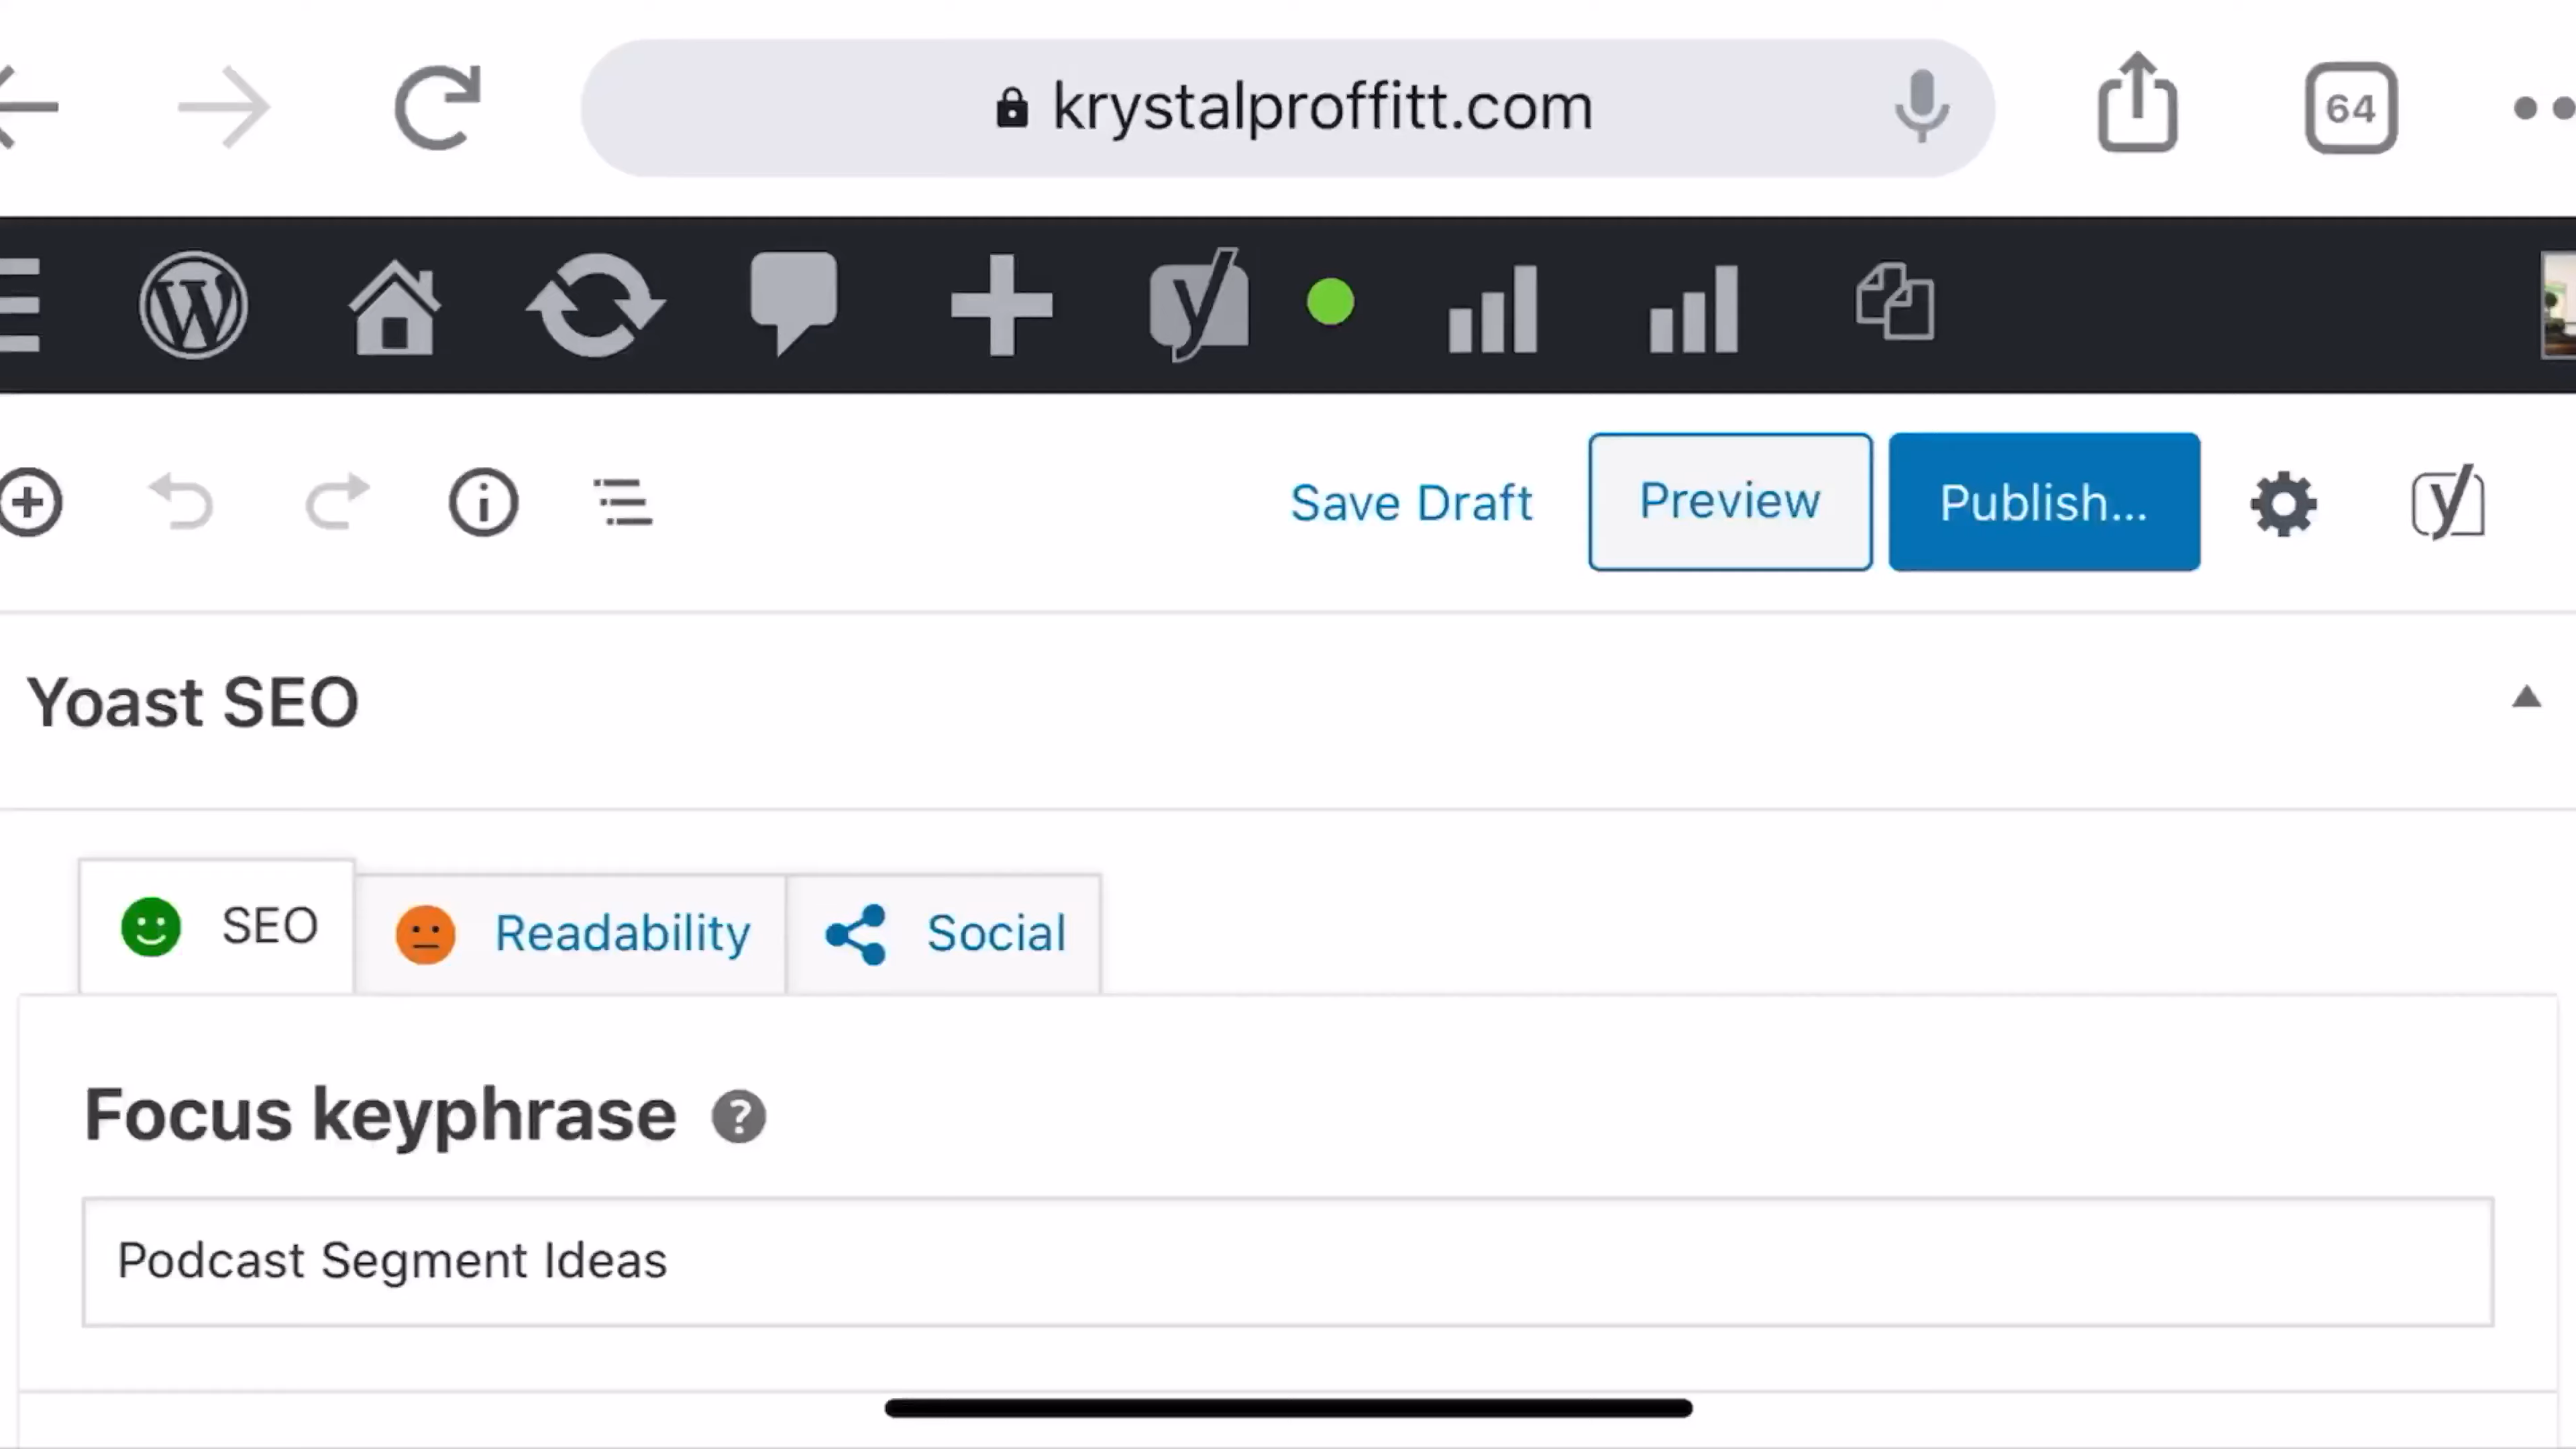 krystalproffitt.com
64
Save Draft
Preview
Publish...
Yoast SEO
SEO
Readability
Social
Focus keyphrase
Podcast Segment Ideas